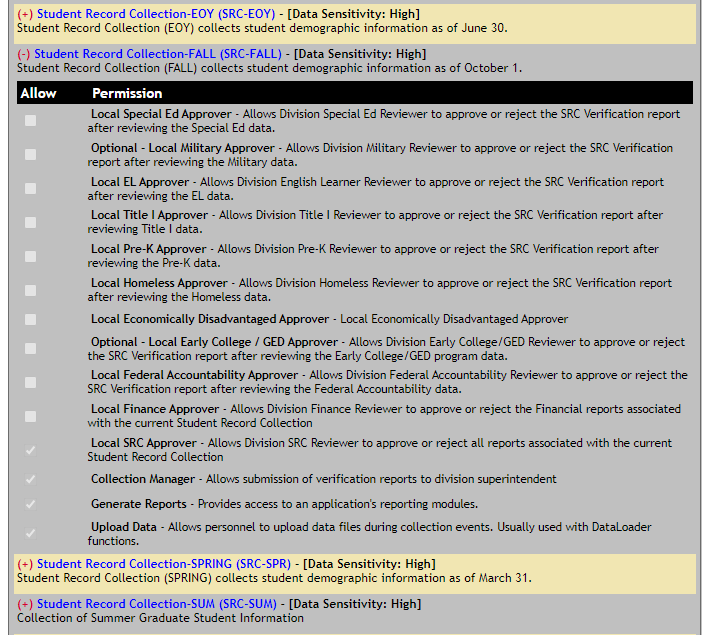 (+) Student Record Collection-EOY (SRC-EOY) - [Data Sensitivity: High]
Student Record Collection (EOY) collects student demographic information as of June 30.
(-) Student Record Collection-FALL (SRC-FALL) - [Data Sensitivity: High]
Student Record Collection (FALL) collects student demographic information as of October 1.
Allow Permission
Local Special Ed Approver - Allows Division Special Ed Reviewer to approve or reject the SRC Verification report
after reviewing the Special Ed data.
Optional - Local Military Approver - Allows Division Military Reviewer to approve or reject the SRC Verification
report after reviewing the Military data.
Local EL Approver - Allows Division English Learner Reviewer to approve or reject the SRC Verification report
after reviewing the EL data.
Local Title I Approver - Allows Division Title I Reviewer to approve or reject the SRC Verification report after
reviewing Title I data.
Local Pre-K Approver - Allows Division Pre-K Reviewer to approve or reject the SRC Verification report after
reviewing the Pre-K data.
Local Homeless Approver - Allows Division Homeless Reviewer to approve or reject the SRC Verification report
after reviewing the Homeless data.
Local Economically Disadvantaged Approver - Local Economically Disadvantaged Approver
Optional - Local Early College / GED Approver - Allows Division Early College/GED Reviewer to approve or reject
the SRC Verification report after reviewing the Early College/GED program data.
Local Federal Accountability Approver - Allows Division Federal Accountability Reviewer to approve or reject the
SRC Verification report after reviewing the Federal Accountability data.
Local Finance Approver - Allows Division Finance Reviewer to approve or reject the Financial reports associated
with the current Student Record Collection
Local SRC Approver - Allows Division SRC Reviewer to approve or reject all reports associated with the current
Student Record Collection
Collection Manager - Allows submission of verification reports to division superintendent
Generate Reports - Provides access to an application's reporting modules.
Upload Data - Allows personnel to upload data files during collection events. Usually used with DataLoader
functions.
(+) Student Record Collection-SPRING (SRC-SPR) - [Data Sensitivity: High]
Student Record Collection (SPRING) collects student demographic information as of March 31.
(+) Student Record Collection-SUM (SRC-SUM) - [Data Sensitivity: High]
Collection of Summer Graduate Student Information